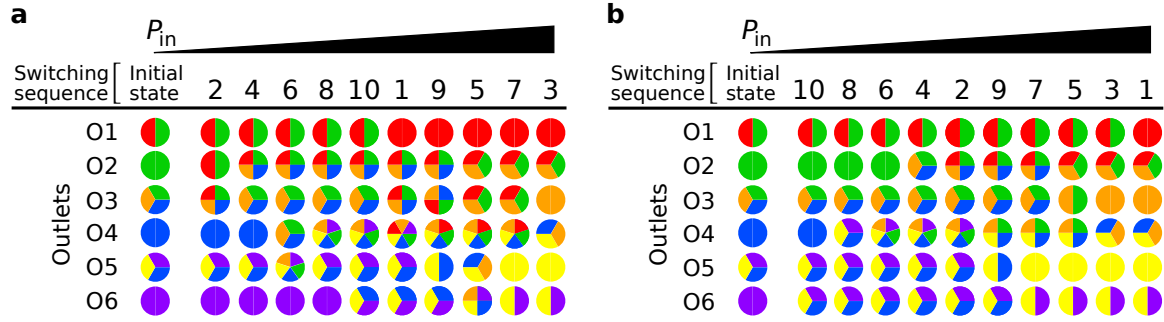 a
P in
Switching sequence Initial state 2 4 6 8 10 1 9 5 7 3
Outlets
O1
O2
O3
O4
O5
O6
b
P in
Switching sequence Initial state 10 8 6 4 2 9 7 5 3 1
Outlets
O1
O2
O3
O4
O5
O6